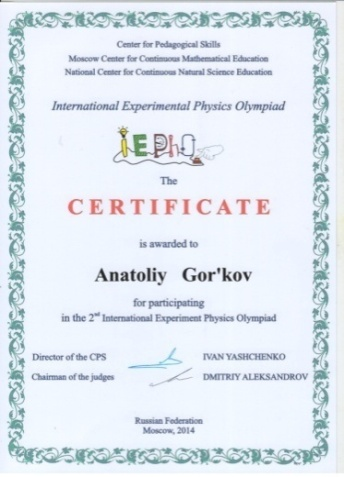 Center for Pedagogical Skills
Moscow Center for Continuous Mathematical Education
National Center for Continuous Natural Science Education
International Experimental Physics Olympiad
iEPhO
The
CERTIFICATE
is awarded to
Anatoliy Gor'kov
for participating
in the 2nd International Experiment Physics Olympiad
Director of the CPS IVAN YASHCHENKO
Chairman of the judges DMITRIY ALEKSANDROV
Russian Federation
Moscow, 2014